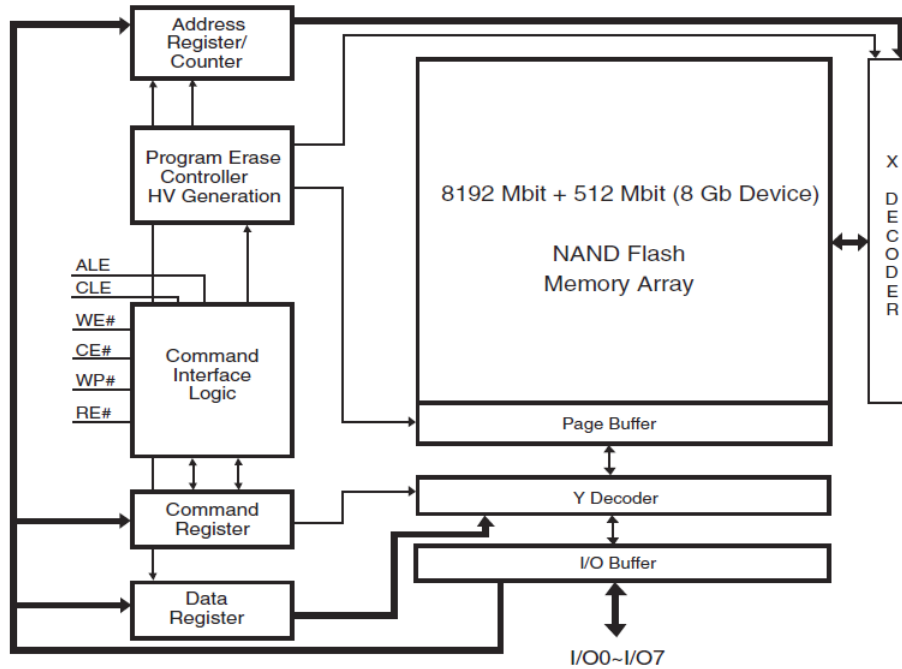 Address
Register/
Counter
Program Erase
Controller
HV Generation
8192 Mbit + 512 Mbit (8 Gb Device)
NAND Flash
Memory Array
X
D
E
C
O
D
E
R
ALE
CLE
WE#
CE#
WP#
RE#
Command
Interface
Logic
Page Buffer
Command
Register
Y Decoder
I/O Buffer
Data
Register
I/O0~I/O7